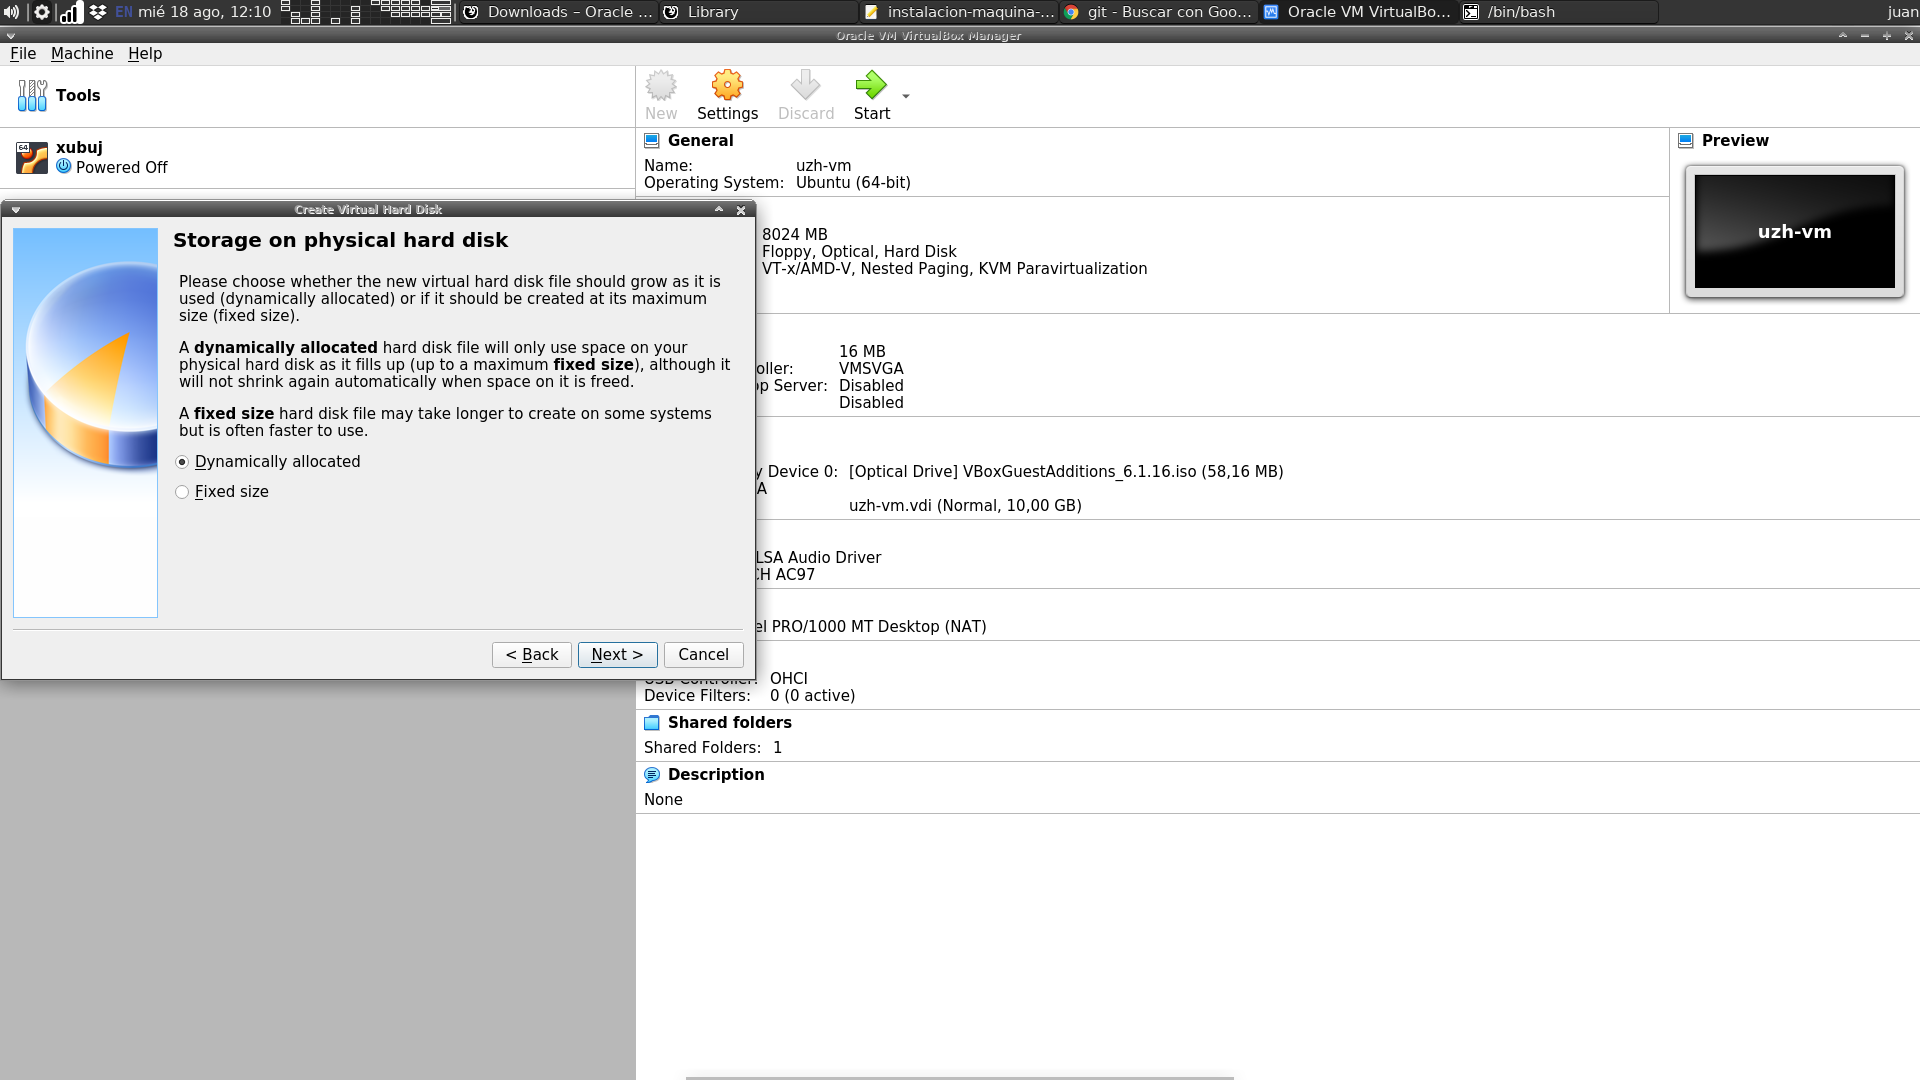 EN mié 18 ago, 12:10
Downloads – Oracle ...
Library
instalacion-maquina-...
git - Buscar con Goo...
Oracle VM VirtualBo...
/bin/bash
juan
Oracle VM VirtualBox Manager
File Machine Help
Tools
New Settings Discard Start
64
xubuj
Powered Off
General
Name: uzh-vm
Operating System: Ubuntu (64-bit)
Preview
uzh-vm
8024 MB
Floppy, Optical, Hard Disk
VT-x/AMD-V, Nested Paging, KVM Paravirtualization
16 MB
oller: VMSVGA
op Server: Disabled
Disabled
y Device 0: [Optical Drive] VBoxGuestAdditions_6.1.16.iso (58,16 MB)
A
uzh-vm.vdi (Normal, 10,00 GB)
LSA Audio Driver
CH AC97
el PRO/1000 MT Desktop (NAT)
USB Controller: OHCI
Device Filters: 0 (0 active)
Shared folders
Shared Folders: 1
Description
None
Create Virtual Hard Disk
Storage on physical hard disk
Please choose whether the new virtual hard disk file should grow as it is
used (dynamically allocated) or if it should be created at its maximum
size (fixed size).
A dynamically allocated hard disk file will only use space on your
physical hard disk as it fills up (up to a maximum fixed size), although it
will not shrink again automatically when space on it is freed.
A fixed size hard disk file may take longer to create on some systems
but is often faster to use.
Dynamically allocated
Fixed size
< Back Next > Cancel